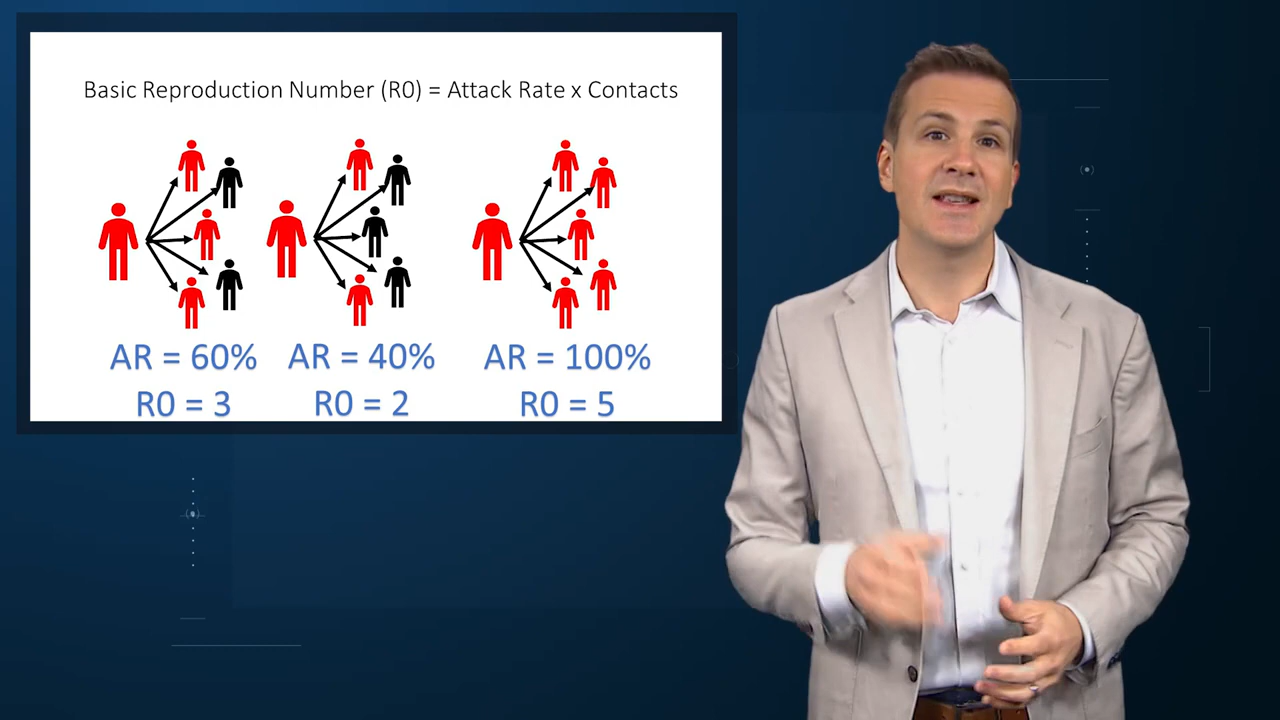 Basic Reproduction Number (R0) = Attack Rate x Contacts
AR = 60% AR = 40% AR = 100%
R0 = 3 R0 = 2 R0 = 5